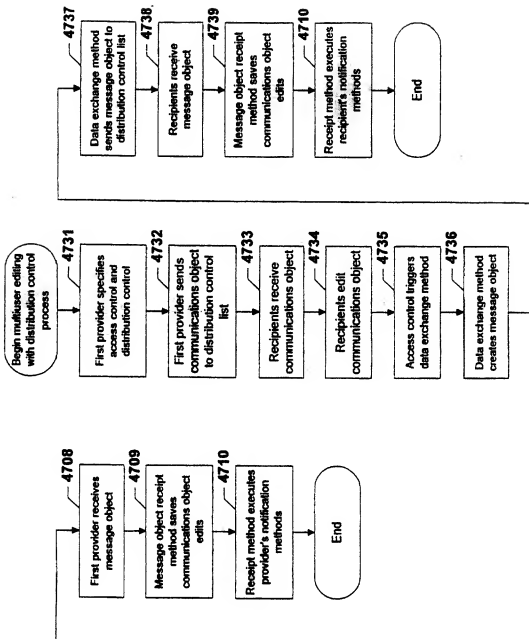 4708
First provider receives
message object
4709
Message object receipt
method saves
communications object
edits
4710
Receipt method executes
provider's notification
methods
End
Begin multiuser editing
with distribution control
process
4731
First provider specifies
access control and
distribution control
4732
First provider sends
communications object
to distribution control
list
4733
Recipients receive
communications object
4734
Recipients edit
communications object
4735
Access control triggers
data exchange method
4736
Data exchange method
creates message object
4737
Data exchange method
sends message object to
distribution control list
4738
Recipients receive
message object
4739
Message object receipt
method saves
communications object
edits
4710
Receipt method executes
recipient's notification
methods
End